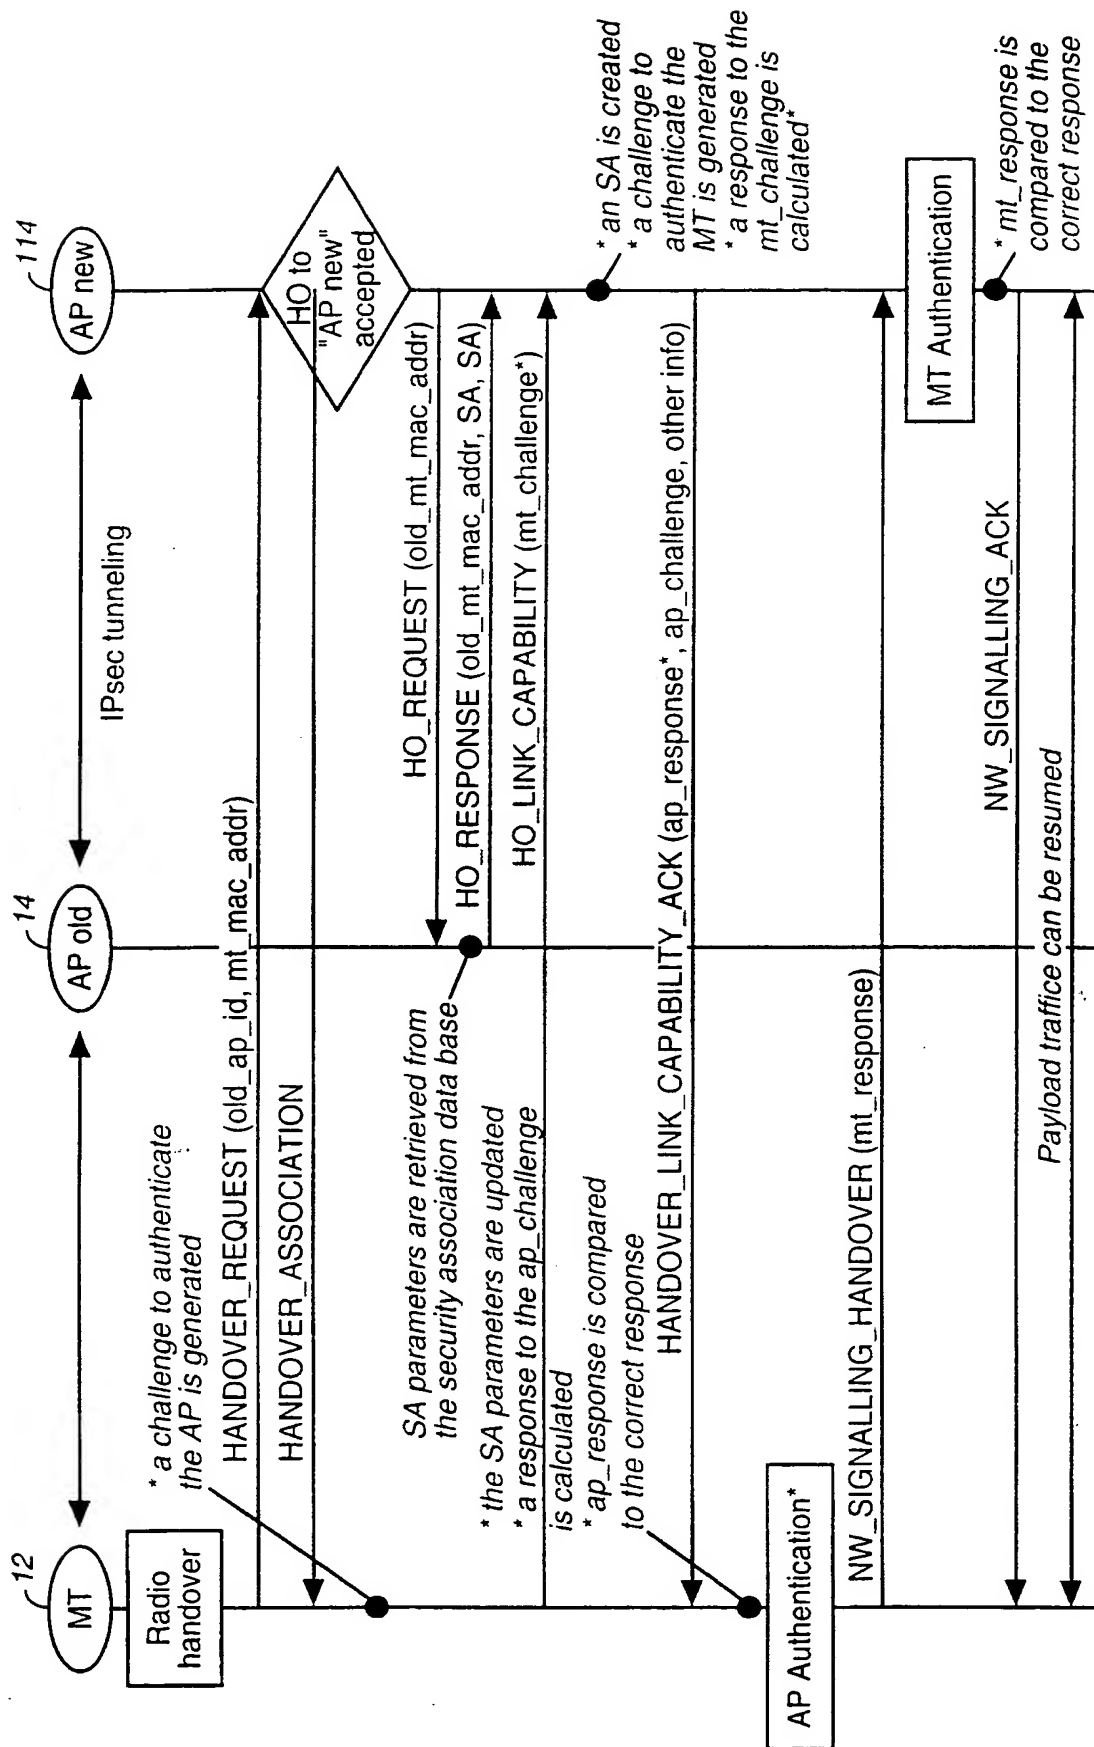 12
MT
14
AP old
114
AP new
IPsec tunneling
Radio
handover
* a challenge to authenticate
the AP is generated
HANDOVER_REQUEST (old_ap_id, mt_mac_addr)
HANDOVER_ASSOCIATION
HO to
"AP new"
accepted
HO_REQUEST (old_mt_mac_addr)
SA parameters are retrieved from
the security association data base
HO_RESPONSE (old_mt_mac_addr, SA, SA)
HO_LINK_CAPABILITY (mt_challenge*)
* the SA parameters are updated
* a response to the ap_challenge
is calculated
* ap_response is compared
to the correct response
* an SA is created
* a challenge to
authenticate the
MT is generated
* a response to the
mt_challenge is
calculated*
HANDOVER_LINK_CAPABILITY_ACK (ap_response*, ap_challenge, other info)
AP Authentication*
NW_SIGNALLING_HANDOVER (mt_response)
MT Authentication
* mt_response is
compared to the
correct response
NW_SIGNALLING_ACK
Payload traffice can be resumed